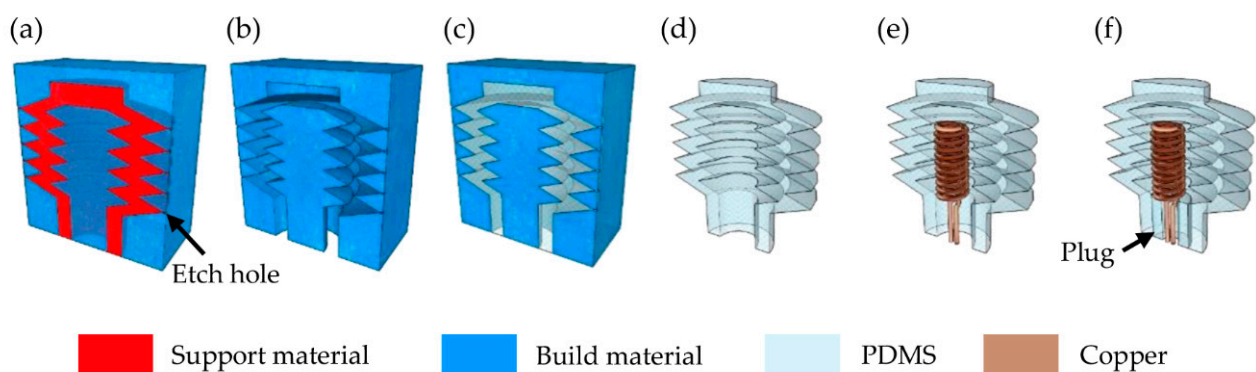 (a) (b) (c) (d) (e) (f)
Etch hole
Plug
Support material Build material PDMS Copper